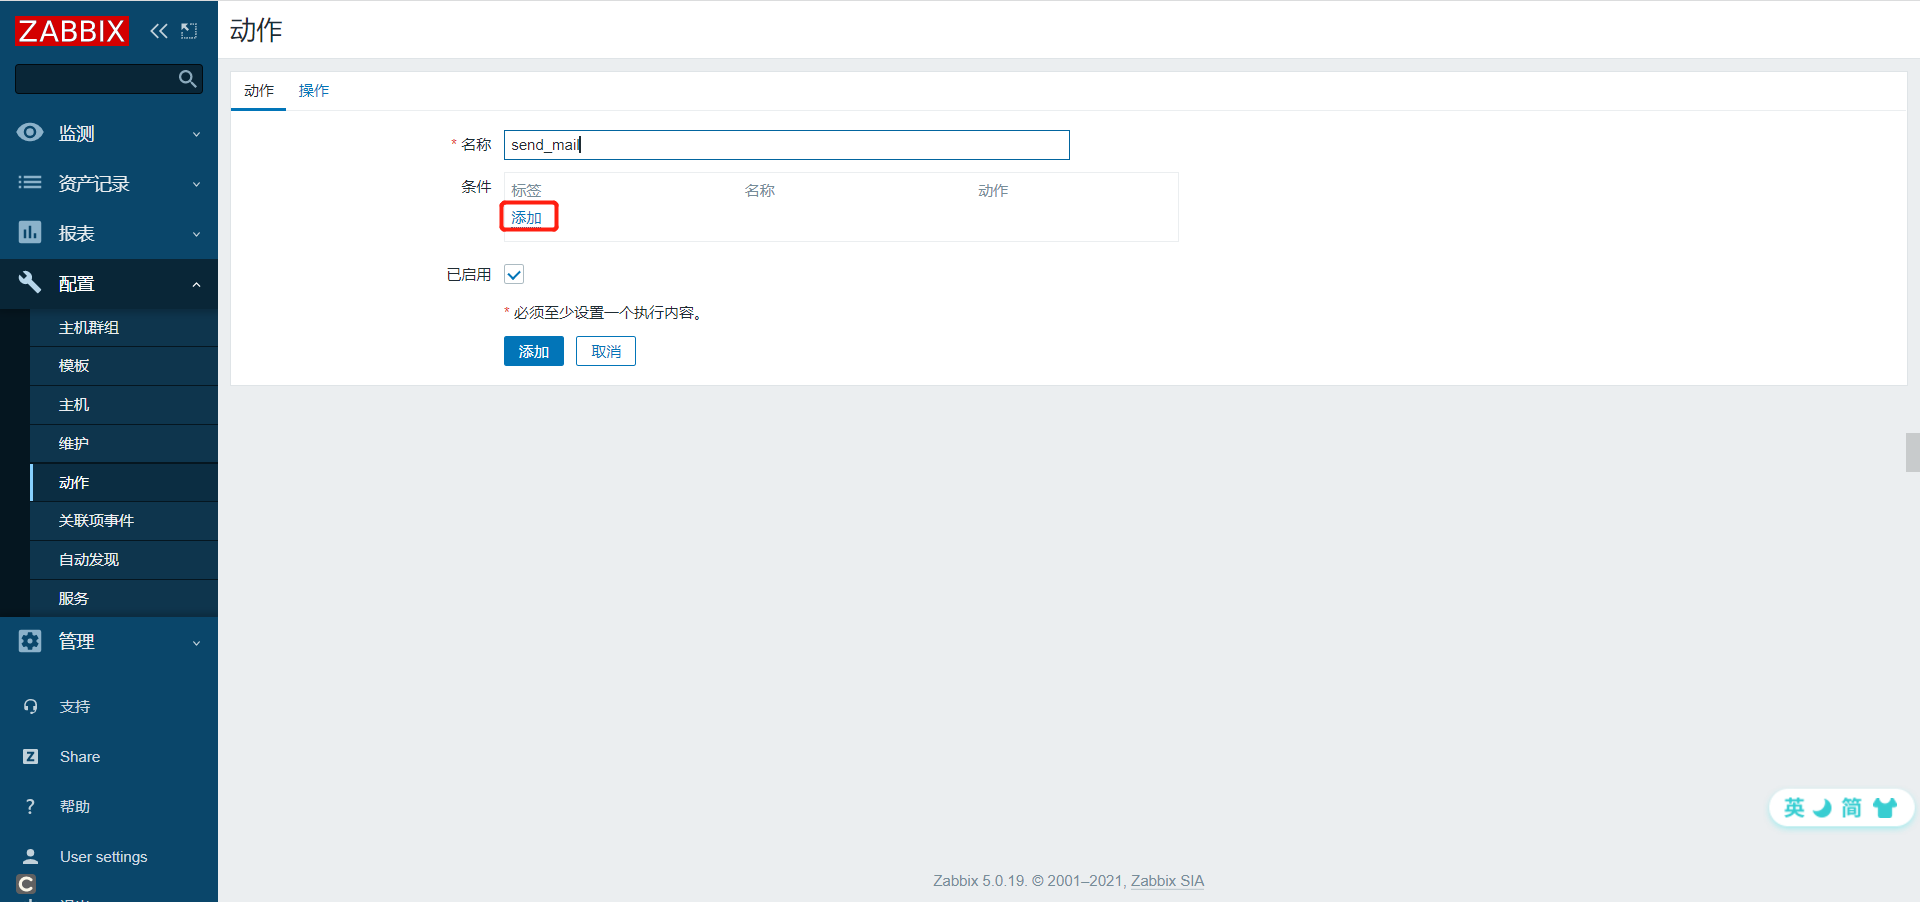 ZABBIX
监测
资产记录
报表
配置
主机群组
模板
主机
维护
动作
关联项事件
自动发现
服务
管理
支持
Share
? 帮助
User settings
C
动作
动作 操作
* 名称 send_mail
条件 标签 名称 动作
添加
已启用
* 必须至少设置一个执行内容。
添加 取消
英 简
Zabbix 5.0.19. © 2001–2021, Zabbix SIA